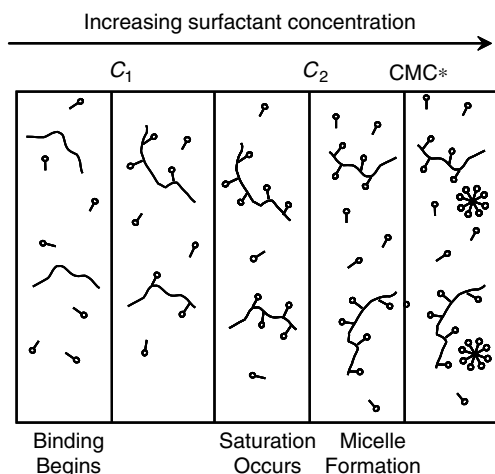 Increasing surfactant concentration
C1 C2 CMC*
Binding Saturation Micelle
Begins Occurs Formation